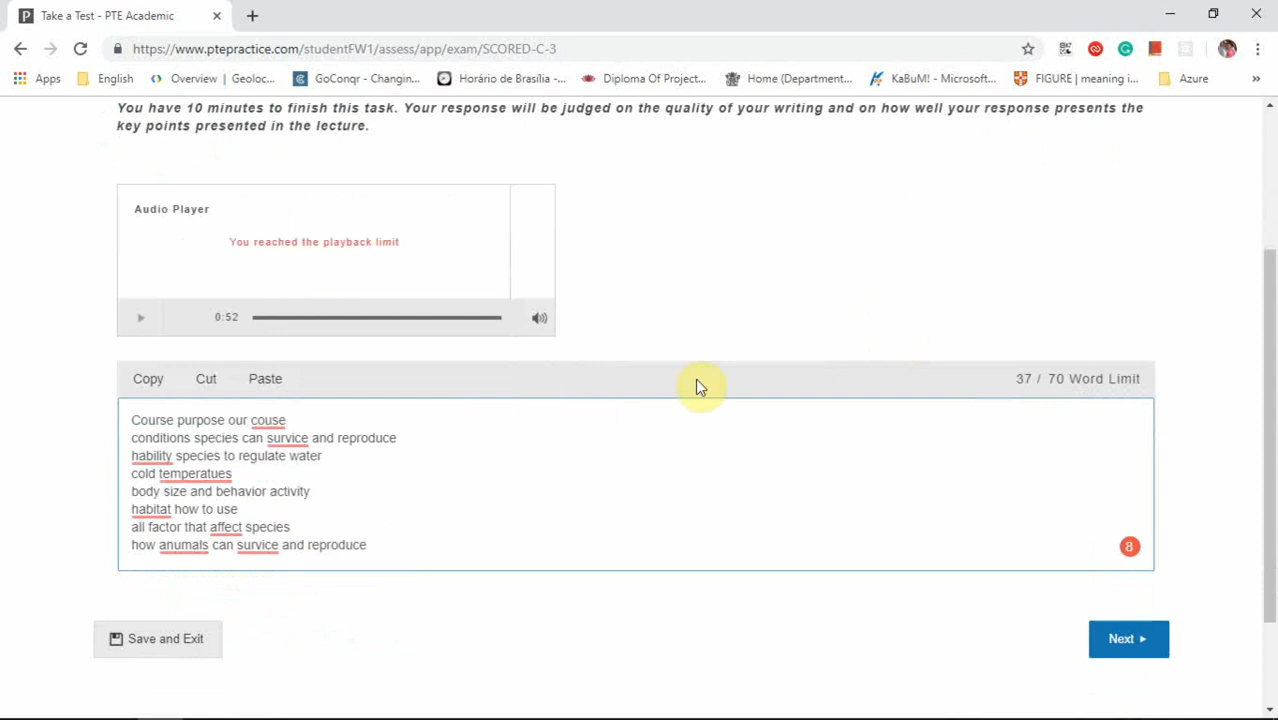 Take a Test - PTE Academic
https://www.ptepractice.com/studentFW1/assess/app/exam/SCORED-C-3
Apps English Overview | Geoloc... GoConqr - Changin... Horário de Brasília -... Diploma Of Project... Home (Department... KaBuM! - Microsoft... FIGURE | meaning i... Azure »
You have 10 minutes to finish this task. Your response will be judged on the quality of your writing and on how well your response presents the
key points presented in the lecture.
Audio Player
You reached the playback limit
0:52
Copy Cut Paste 37 / 70 Word Limit
Course purpose our couse
conditions species can survice and reproduce
hability species to regulate water
cold temperatues
body size and behavior activity
habitat how to use
all factor that affect species
how anumals can survice and reproduce
8
Save and Exit Next